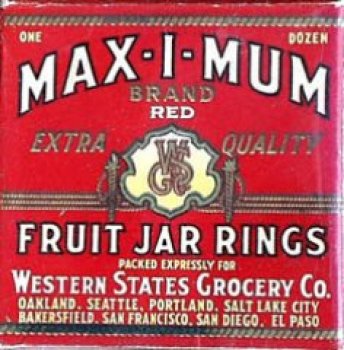 ONE DOZEN
MAX-I-MUM
BRAND
RED
EXTRA QUALITY
WSG
FRUIT JAR RINGS
PACKED EXPRESSLY FOR
WESTERN STATES GROCERY CO.
OAKLAND, SEATTLE, PORTLAND, SALT LAKE CITY
BAKERSFIELD, SAN FRANCISCO, SAN DIEGO, EL PASO